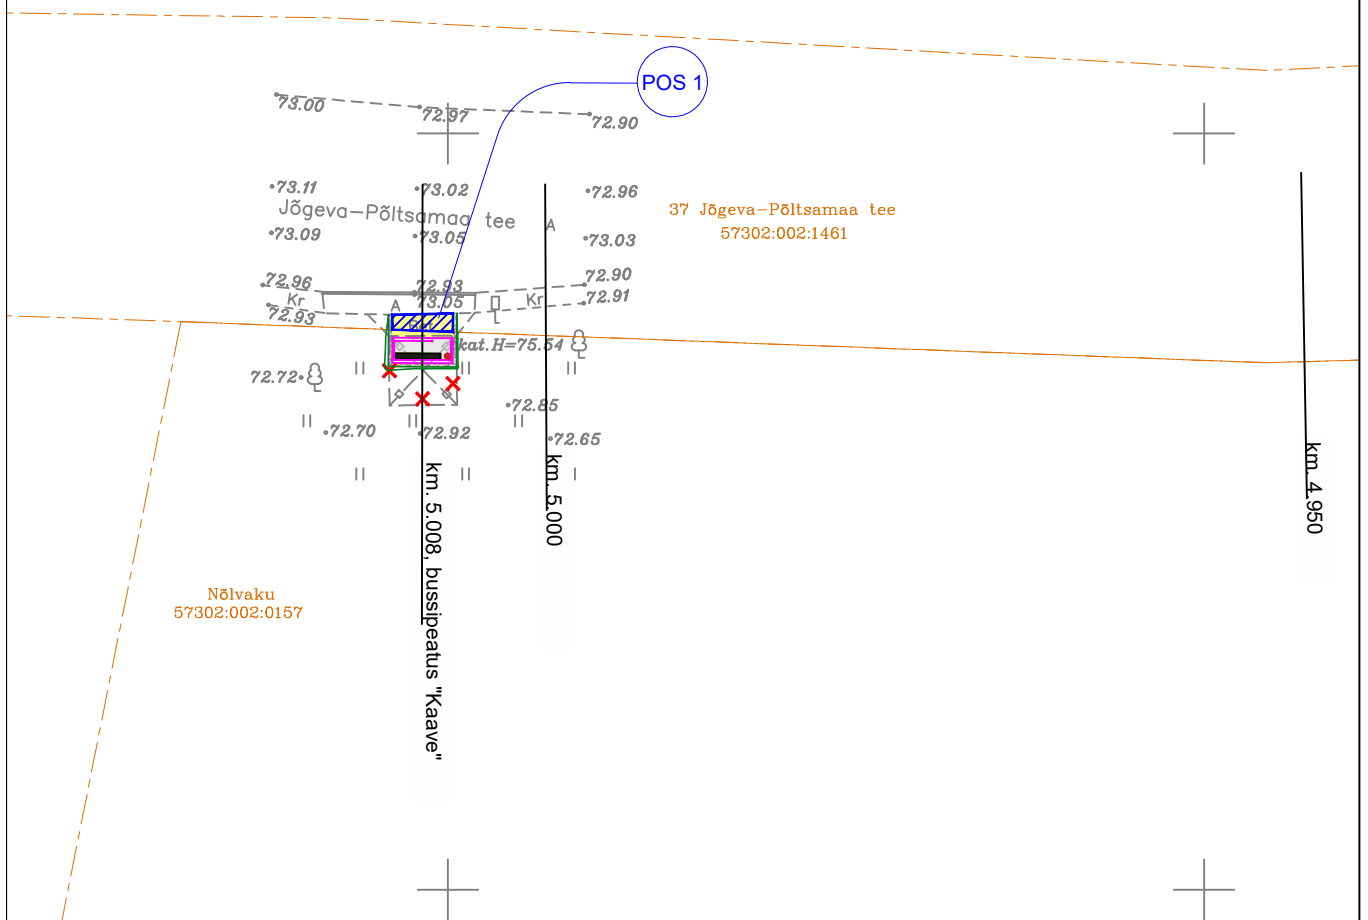 POS 1
73.00
72.97
72.90
73.11
73.02
72.96
Jõgeva-Põltsamaa tee
A
37 Jõgeva-Põltsamaa tee
57302:002:1461
73.09
73.05
73.03
72.96
72.93
72.90
Kr
A
73.05
Kr
72.91
72.93
kat.H=75.54
72.72
72.85
72.70
72.92
72.65
km. 5.008, bussipeatus "Kaave"
km. 5.000
km. 4.950
Nõlvaku
57302:002:0157